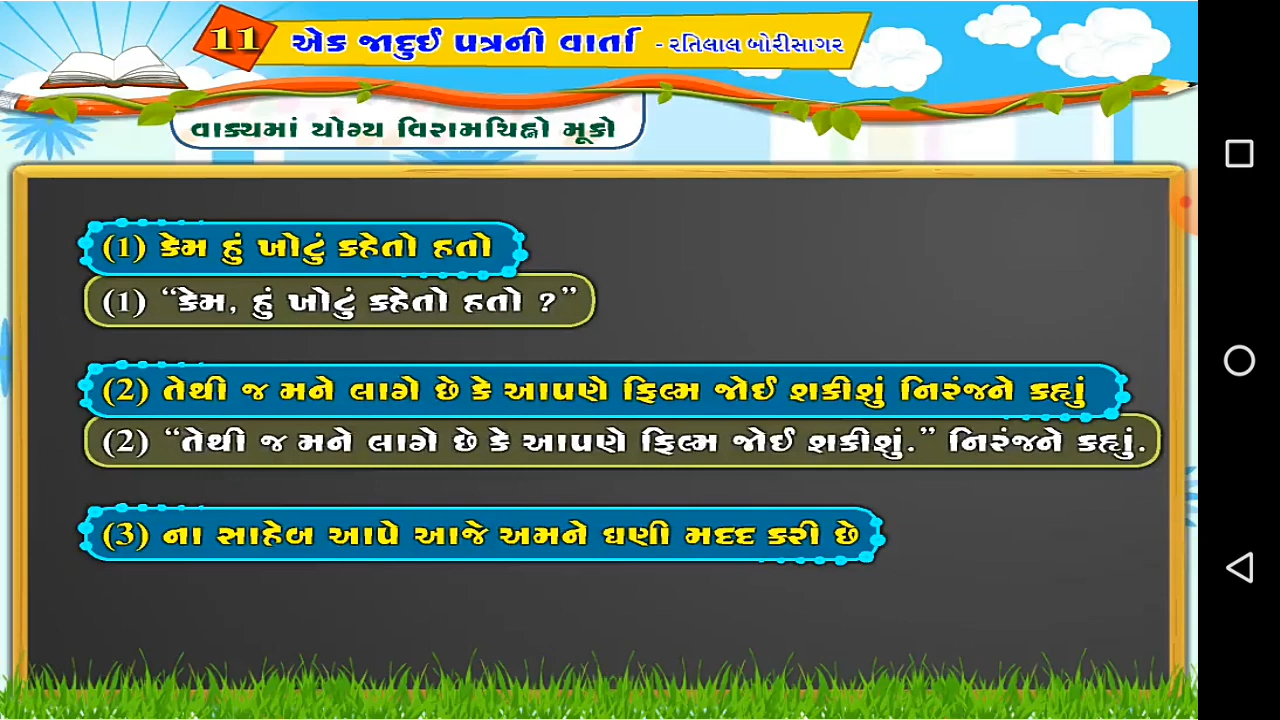 11 એક જાદુઈ પત્રની વાર્તા - રતિલાલ બોરીસાગર
વાક્યમાં યોગ્ય વિરામચિહ્નો મૂકો
(1) કેમ હું ખોટું કહેતો હતો
(1) “કેમ, હું ખોટું કહેતો હતો ?”
(2) તેથી જ મને લાગે છે કે આપણે ફિલ્મ જોઈ શકીશું નિરંજને કહ્યું
(2) “તેથી જ મને લાગે છે કે આપણે ફિલ્મ જોઈ શકીશું.” નિરંજને કહ્યું.
(3) ના સાહેબ આપે આજે અમને ઘણી મદદ કરી છે